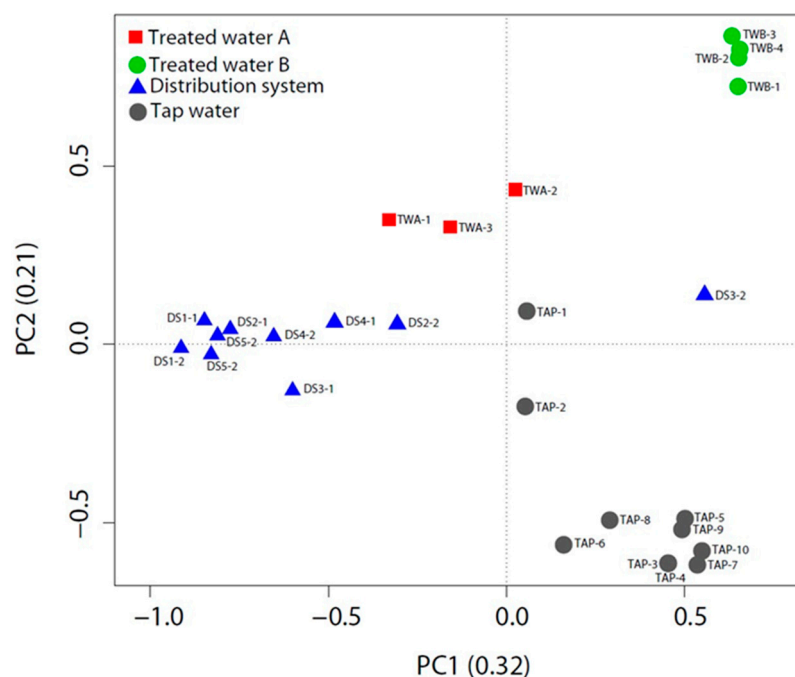 Treated water A
Treated water B
Distribution system
Tap water
TWB-3
TWB-4
TWB-2
TWB-1
TWA-2
TWA-1
TWA-3
DS3-2
TAP-1
DS1-1
DS2-1
DS4-1
DS2-2
DS5-2
DS4-2
DS1-2
DS5-2
DS3-1
TAP-2
TAP-5
TAP-8
TAP-9
TAP-6
TAP-10
TAP-3
TAP-7
TAP-4
0.5
0.0
−0.5
PC2 (0.21)
−1.0
−0.5
0.0
0.5
PC1 (0.32)